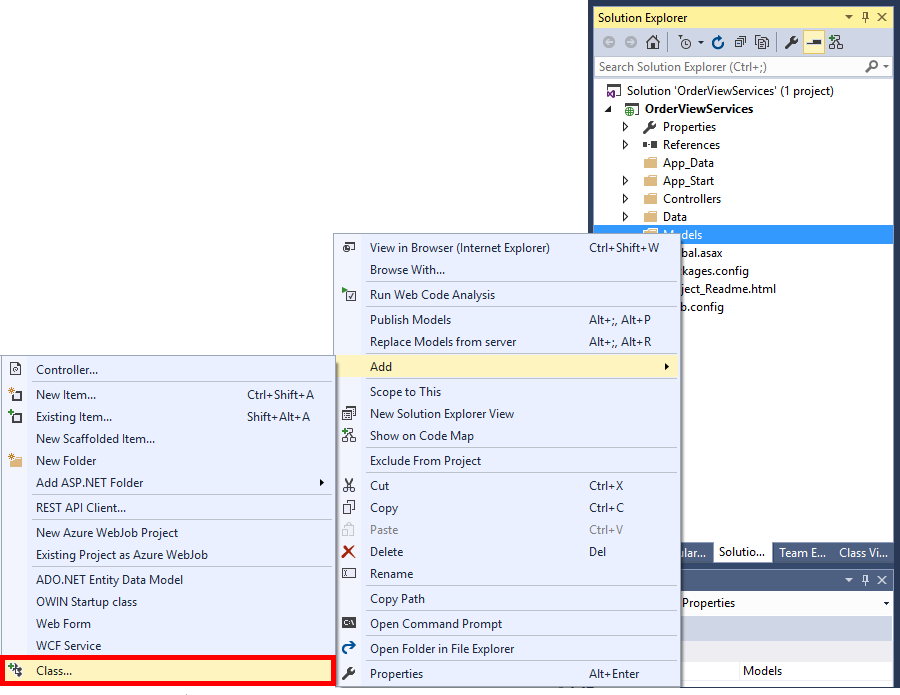 Solution Explorer
Search Solution Explorer (Ctrl+;)
Solution 'OrderViewServices' (1 project)
OrderViewServices
Properties
References
App_Data
App_Start
Controllers
Data
Models
bal.asax
kages.config
ject_Readme.html
b.config
View in Browser (Internet Explorer) Ctrl+Shift+W
Browse With...
Run Web Code Analysis
Publish Models Alt+;, Alt+P
Replace Models from server Alt+;, Alt+R
Add
Scope to This
New Solution Explorer View
Show on Code Map
Exclude From Project
Cut Ctrl+X
Copy Ctrl+C
Paste Ctrl+V
Delete Del
Rename
Copy Path
Open Command Prompt
Open Folder in File Explorer
Properties Alt+Enter
Controller...
New Item... Ctrl+Shift+A
Existing Item... Shift+Alt+A
New Scaffolded Item...
New Folder
Add ASP.NET Folder
REST API Client...
New Azure WebJob Project
Existing Project as Azure WebJob
ADO.NET Entity Data Model
OWIN Startup class
Web Form
WCF Service
Class...
ular... Solutio... Team E... Class Vi...
Properties
Models